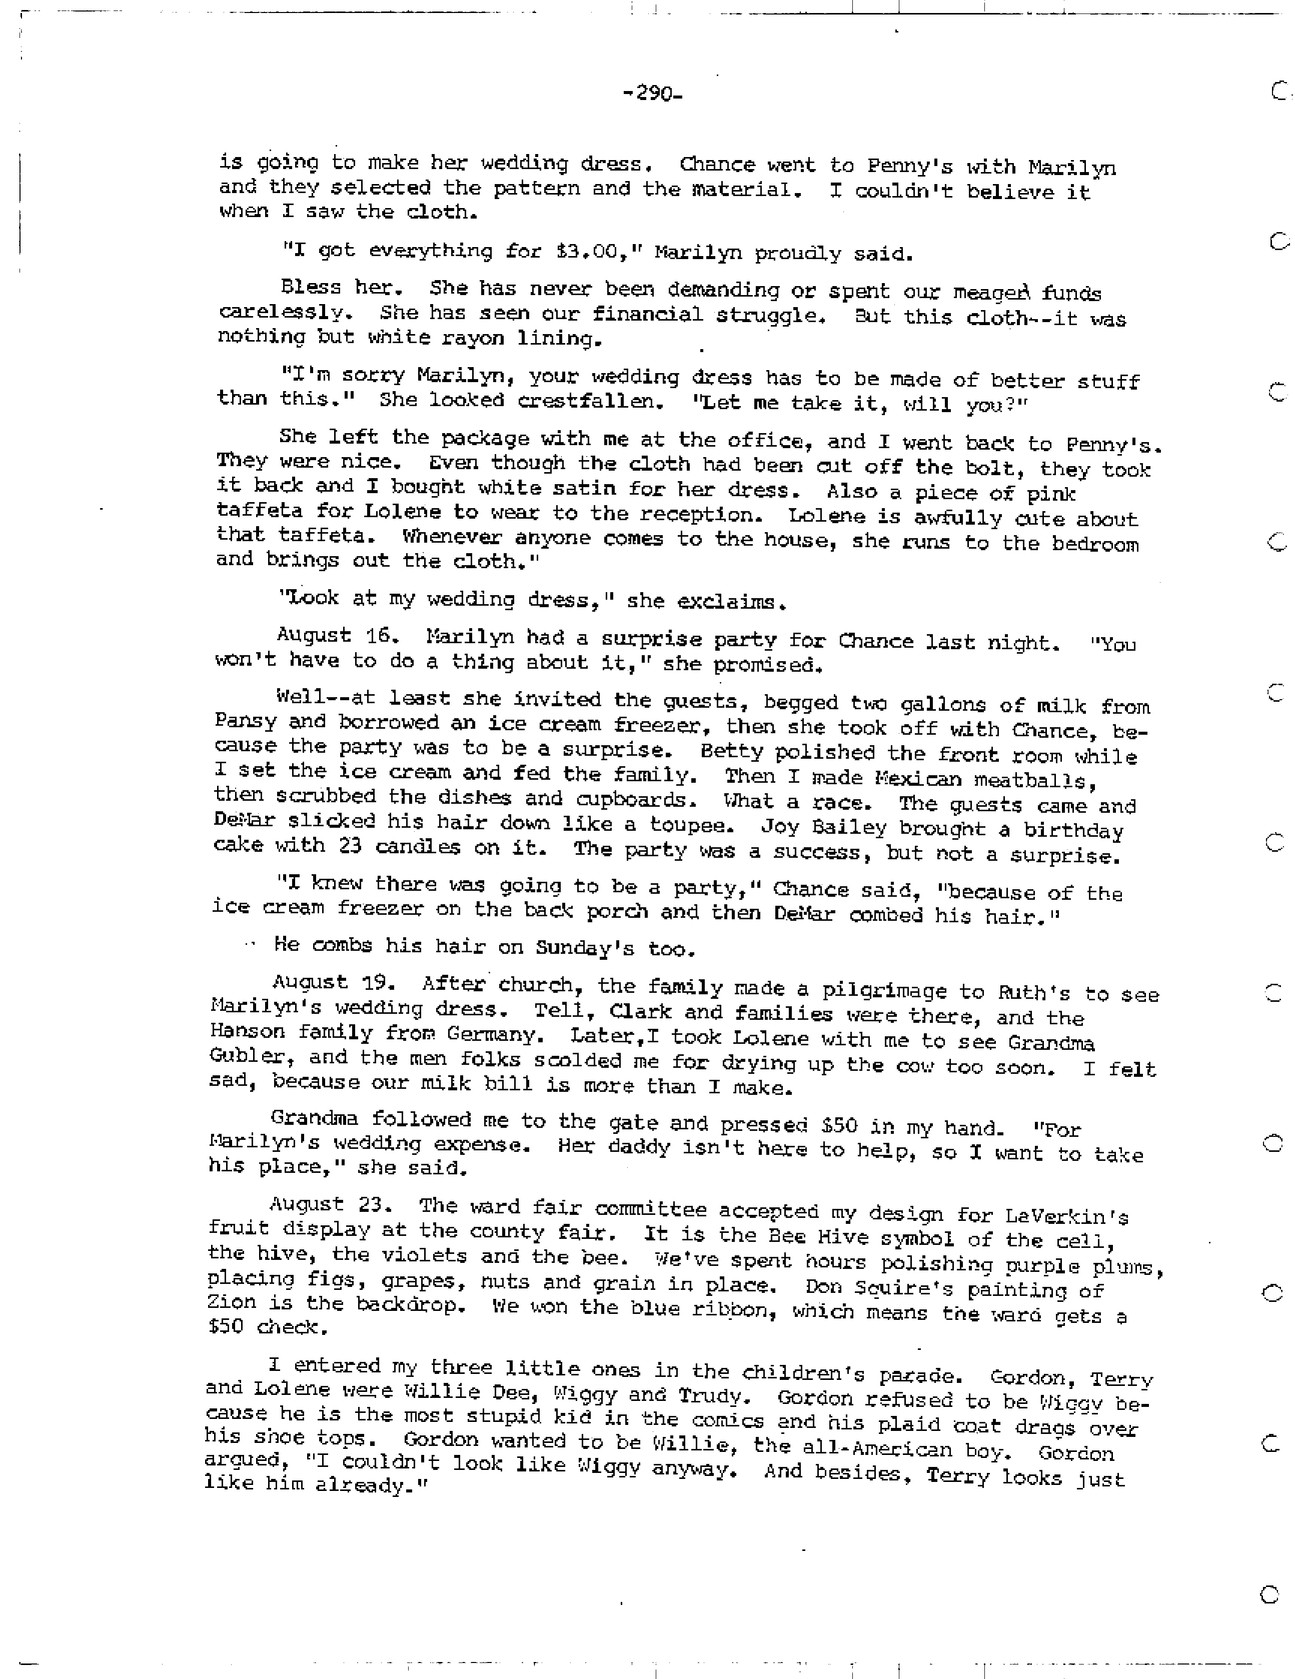 -290-
is going to make her wedding dress. Chance went to Penny's with Marilyn
and they selected the pattern and the material. I couldn't believe it
when I saw the cloth.
"I got everything for $3.00," Marilyn proudly said.
Bless her. She has never been demanding or spent our meager funds
carelessly. She has seen our financial struggle. But this cloth--it was
nothing but white rayon lining.
"I'm sorry Marilyn, your wedding dress has to be made of better stuff
than this." She looked crestfallen. "Let me take it, will you?"
She left the package with me at the office, and I went back to Penny's.
They were nice. Even though the cloth had been cut off the bolt, they took
it back and I bought white satin for her dress. Also a piece of pink
taffeta for Lolene to wear to the reception. Lolene is awfully cute about
that taffeta. Whenever anyone comes to the house, she runs to the bedroom
and brings out the cloth."
"Look at my wedding dress," she exclaims.
August 16. Marilyn had a surprise party for Chance last night. "You
won't have to do a thing about it," she promised.
Well--at least she invited the guests, begged two gallons of milk from
Pansy and borrowed an ice cream freezer, then she took off with Chance, be-
cause the party was to be a surprise. Betty polished the front room while
I set the ice cream and fed the family. Then I made Mexican meatballs,
then scrubbed the dishes and cupboards. What a race. The guests came and
DeMar slicked his hair down like a toupee. Joy Bailey brought a birthday
cake with 23 candles on it. The party was a success, but not a surprise.
"I knew there was going to be a party," Chance said, "because of the
ice cream freezer on the back porch and then DeMar combed his hair."
He combs his hair on Sunday's too.
August 19. After church, the family made a pilgrimage to Ruth's to see
Marilyn's wedding dress. Tell, Clark and families were there, and the
Hanson family from Germany. Later,I took Lolene with me to see Grandma
Gubler, and the men folks scolded me for drying up the cow too soon. I felt
sad, because our milk bill is more than I make.
Grandma followed me to the gate and pressed $50 in my hand. "For
Marilyn's wedding expense. Her daddy isn't here to help, so I want to take
his place," she said.
August 23. The ward fair committee accepted my design for LaVerkin's
fruit display at the county fair. It is the Bee Hive symbol of the cell,
the hive, the violets and the bee. We've spent hours polishing purple plums,
placing figs, grapes, nuts and grain in place. Don Squire's painting of
Zion is the backdrop. We won the blue ribbon, which means the ward gets a
$50 check.
I entered my three little ones in the children's parade. Gordon, Terry
and Lolene were Willie Dee, Wiggy and Trudy. Gordon refused to be Wiggy be-
cause he is the most stupid kid in the comics and his plaid coat drags over
his shoe tops. Gordon wanted to be Willie, the all-American boy. Gordon
argued, "I couldn't look like Wiggy anyway. And besides, Terry looks just
like him already."